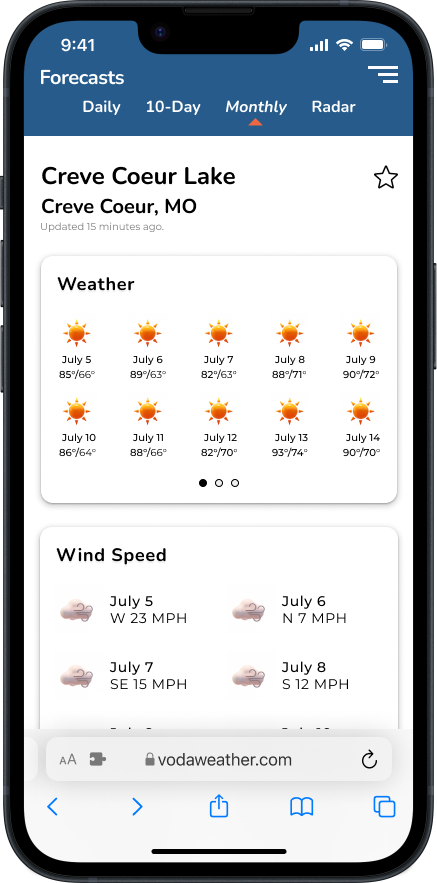 9:41
Forecasts
Daily 10-Day Monthly Radar
Creve Coeur Lake
Creve Coeur, MO
Updated 15 minutes ago.
Weather
July 5 July 6 July 7 July 8 July 9
85°/66° 89°/63° 82°/63° 88°/71° 90°/72°
July 10 July 11 July 12 July 13 July 14
86°/64° 88°/66° 82°/70° 93°/74° 90°/70°
Wind Speed
July 5 July 6
W 23 MPH N 7 MPH
July 7 July 8
SE 15 MPH S 12 MPH
AA vodaweather.com